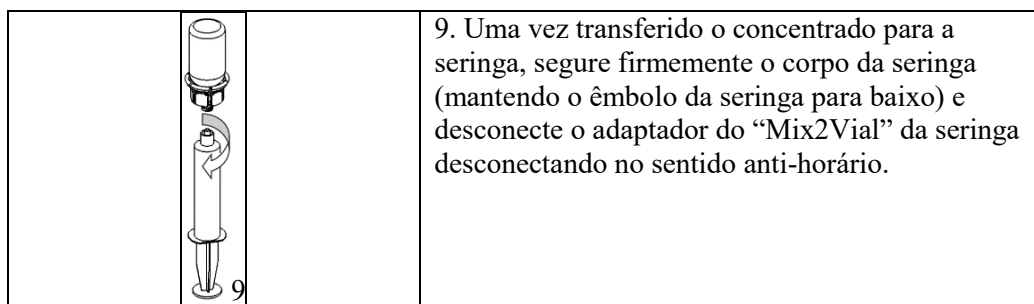 9. Uma vez transferido o concentrado para a
seringa, segure firmemente o corpo da seringa
(mantendo o êmbolo da seringa para baixo) e
desconecte o adaptador do “Mix2Vial” da seringa
desconectando no sentido anti-horário.
9